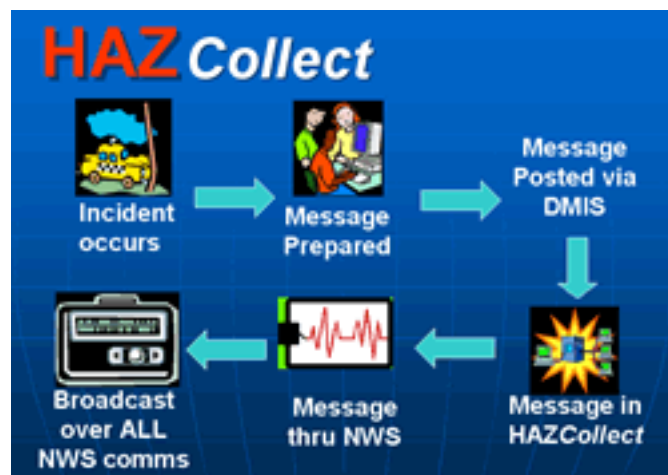 HAZ Collect
Incident
occurs
Message
Prepared
Message
Posted via
DMIS
Message in
HAZCollect
Message
thru NWS
Broadcast
over ALL
NWS comms